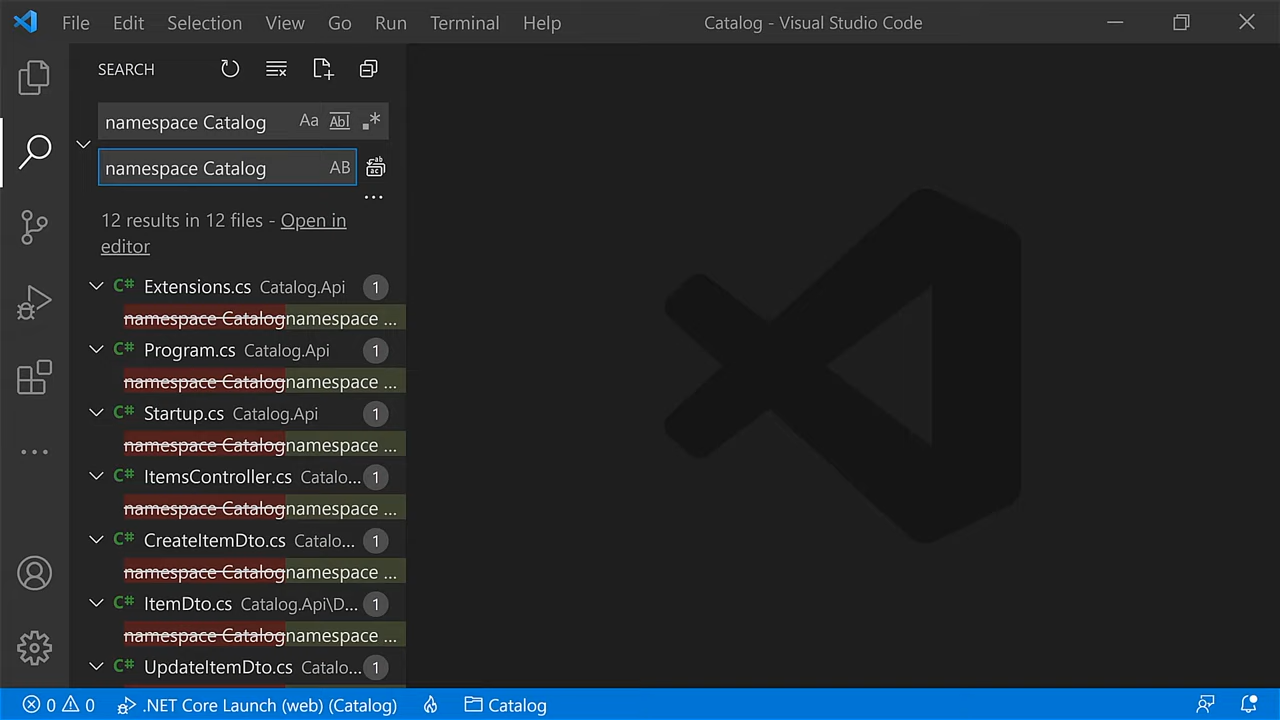 File Edit Selection View Go Run Terminal Help Catalog - Visual Studio Code
SEARCH
namespace Catalog Aa Abl .*
namespace Catalog AB
...
12 results in 12 files - Open in
editor
C# Extensions.cs Catalog.Api 1
namespace Catalognamespace ...
C# Program.cs Catalog.Api 1
namespace Catalognamespace ...
C# Startup.cs Catalog.Api 1
namespace Catalognamespace ...
C# ItemsController.cs Catalo... 1
namespace Catalognamespace ...
C# CreateItemDto.cs Catalo... 1
namespace Catalognamespace ...
C# ItemDto.cs Catalog.Api\D... 1
namespace Catalognamespace ...
C# UpdateItemDto.cs Catalo... 1
0 0 .NET Core Launch (web) (Catalog) Catalog